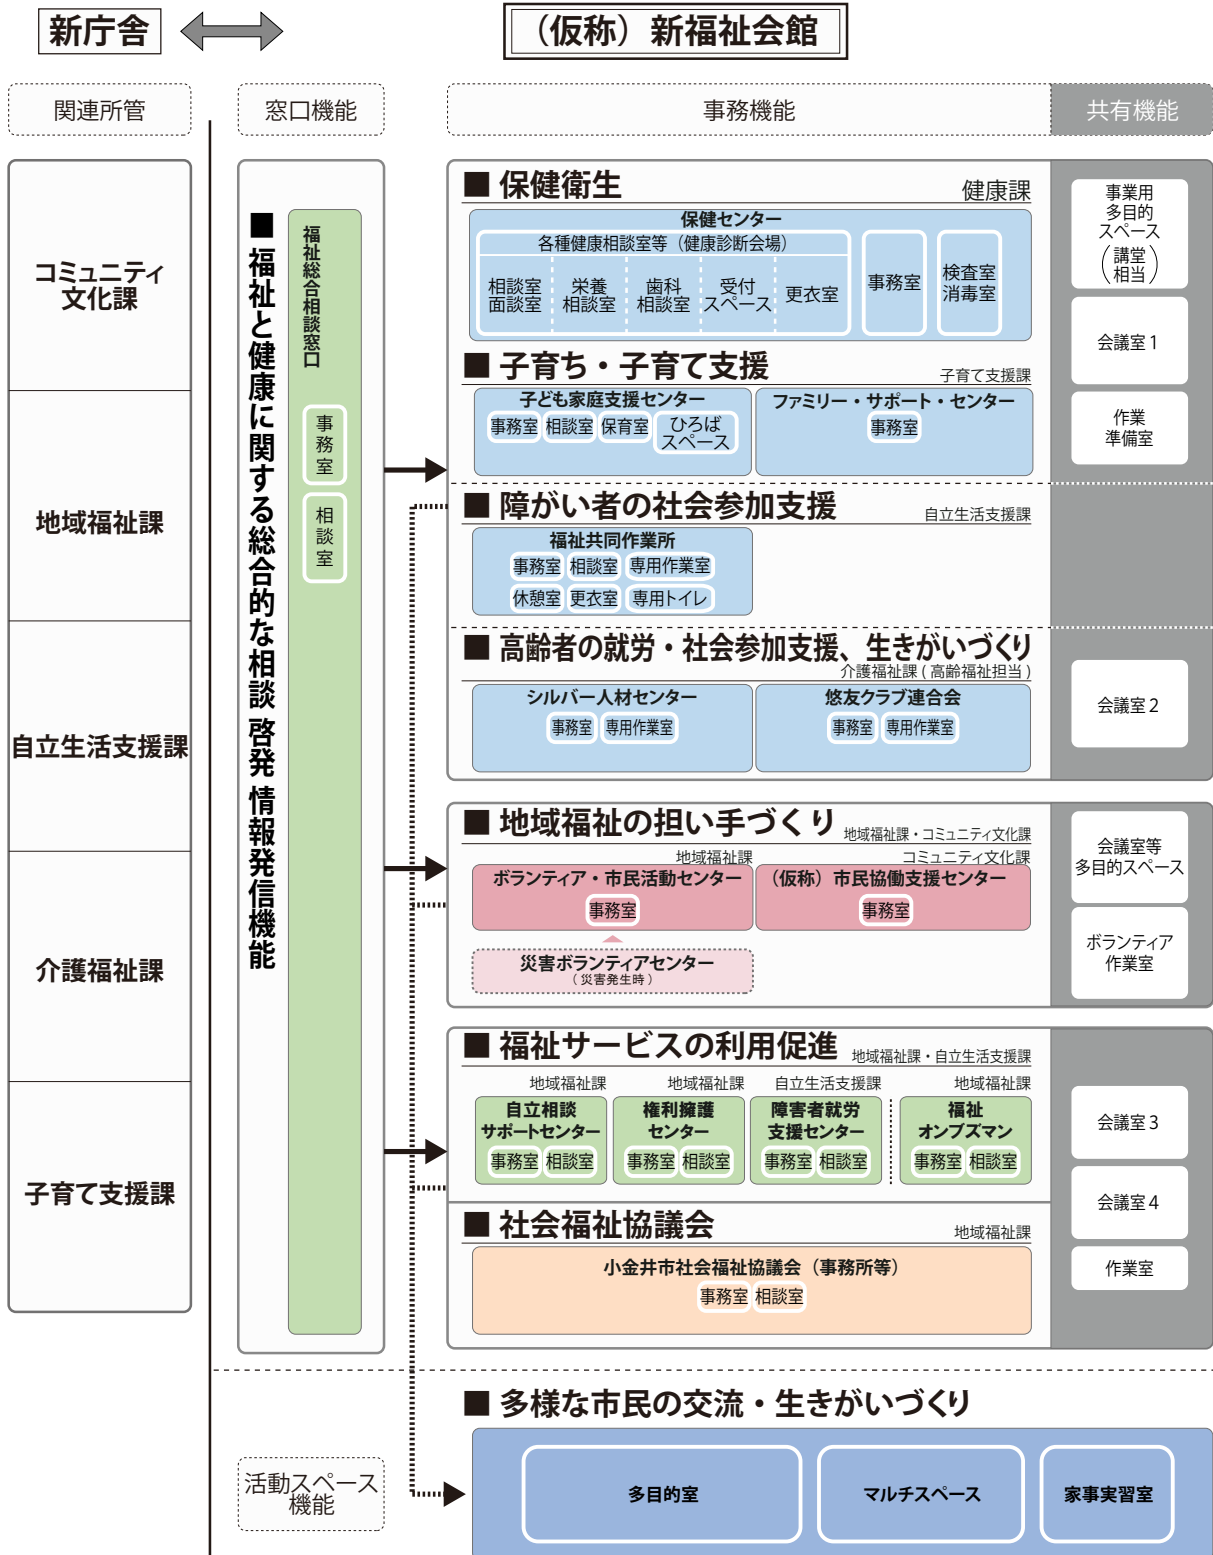 新庁舎
（仮称）新福祉会館
関連所管
窓口機能
事務機能
共有機能
コミュニティ
文化課
地域福祉課
自立生活支援課
介護福祉課
子育て支援課
■ 福祉と健康に関する総合的な相談 啓発 情報発信機能
福祉総合相談窓口
事務室
相談室
■ 保健衛生
健康課
保健センター
各種健康相談室等（健康診断会場）
相談室
面談室
栄養
相談室
歯科
相談室
受付
スペース
更衣室
事務室
検査室
消毒室
事業用
多目的
スペース
（講堂
相当）
会議室 1
作業
準備室
■ 子育ち・子育て支援
子育て支援課
子ども家庭支援センター
事務室
相談室
保育室
ひろば
スペース
ファミリー・サポート・センター
事務室
■ 障がい者の社会参加支援
自立生活支援課
福祉共同作業所
事務室
相談室
専用作業室
休憩室
更衣室
専用トイレ
■ 高齢者の就労・社会参加支援、生きがいづくり
介護福祉課 ( 高齢福祉担当 )
シルバー人材センター
事務室
専用作業室
悠友クラブ連合会
事務室
専用作業室
会議室 2
■ 地域福祉の担い手づくり
地域福祉課・コミュニティ文化課
地域福祉課
ボランティア・市民活動センター
事務室
コミュニティ文化課
（仮称）市民協働支援センター
事務室
災害ボランティアセンター
（ 災害発生時 ）
会議室等
多目的スペース
ボランティア
作業室
■ 福祉サービスの利用促進
地域福祉課・自立生活支援課
地域福祉課
自立相談
サポートセンター
事務室
相談室
地域福祉課
権利擁護
センター
事務室
相談室
自立生活支援課
障害者就労
支援センター
事務室
相談室
地域福祉課
福祉
オンブズマン
事務室
相談室
会議室 3
会議室 4
作業室
■ 社会福祉協議会
地域福祉課
小金井市社会福祉協議会（事務所等）
事務室
相談室
活動スペース
機能
■ 多様な市民の交流・生きがいづくり
多目的室
マルチスペース
家事実習室